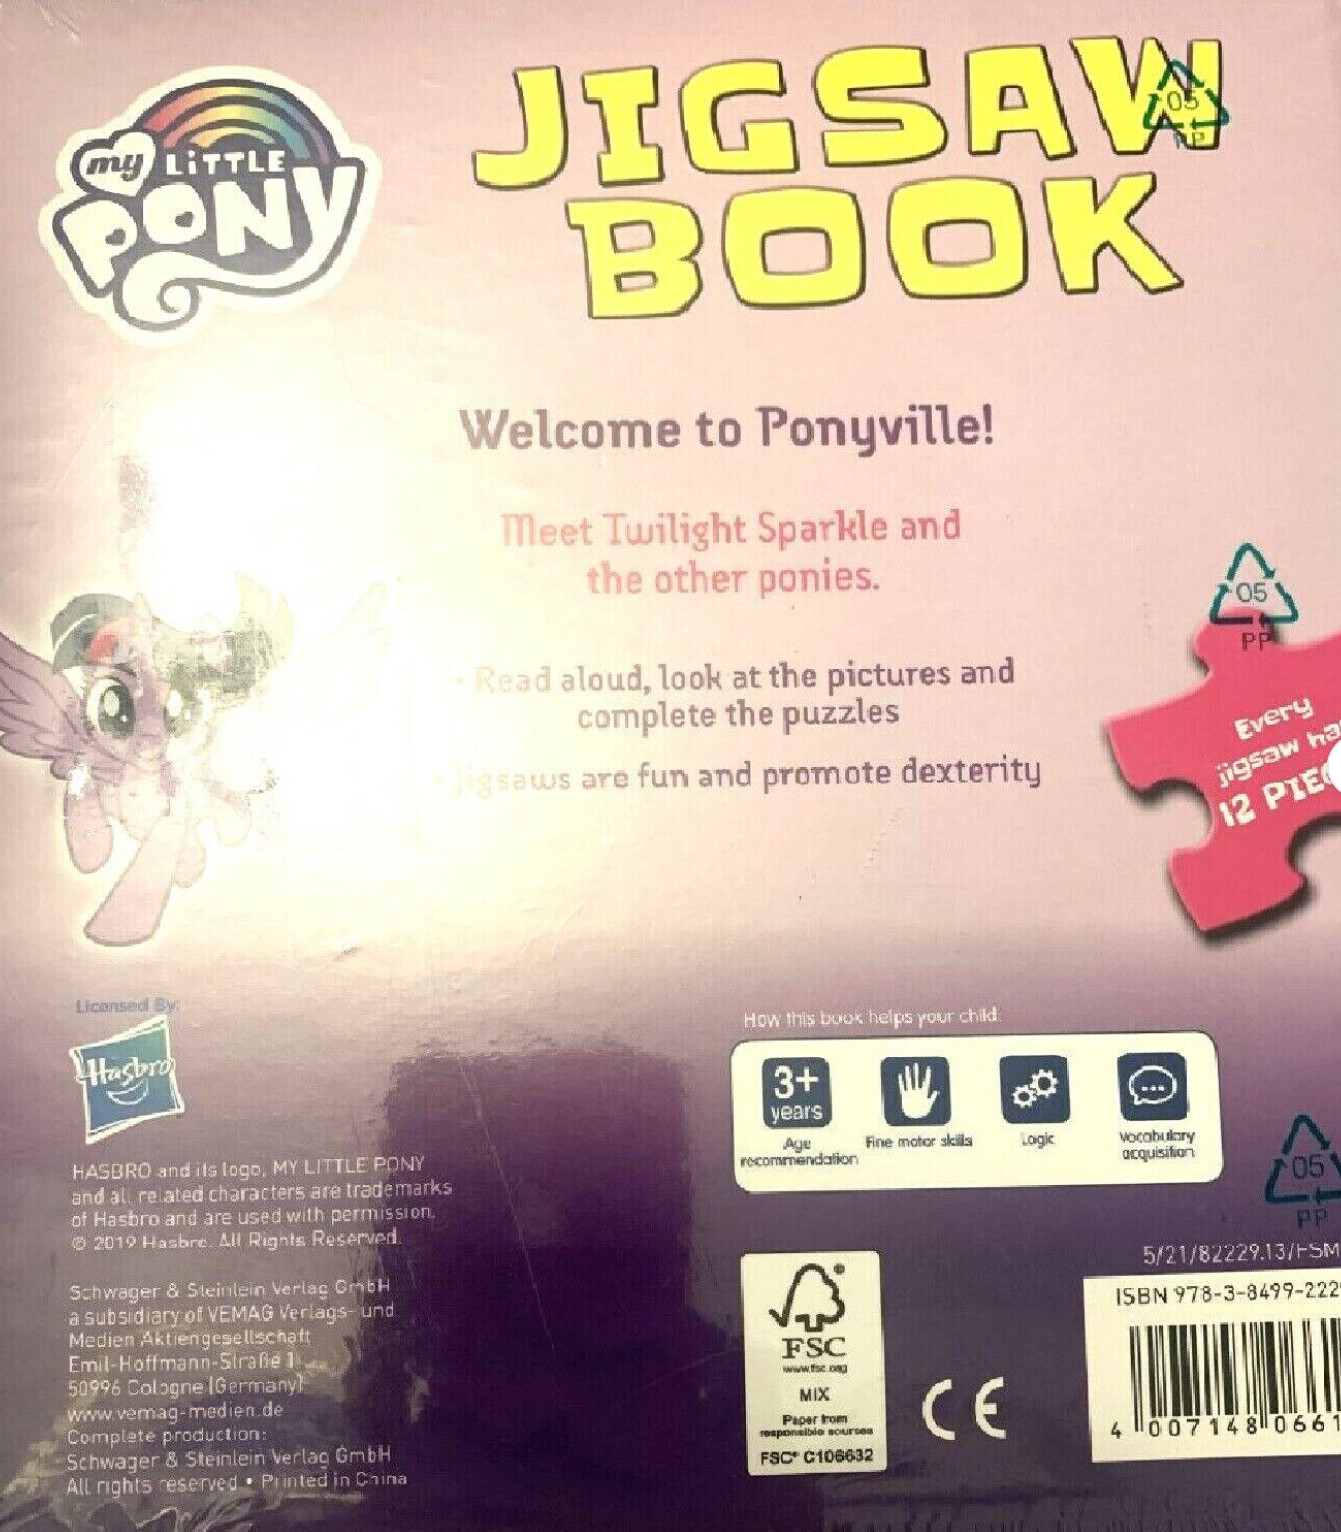 my LiTTLE
PONY
JIGSAW
BOOK
05
PP
Welcome to Ponyville!
Meet Twilight Sparkle and
the other ponies.
• Read aloud, look at the pictures and
complete the puzzles
• Jigsaws are fun and promote dexterity
05
PP
Every
jigsaw
12
Licensed By:
Hasbro
HASBRO and its logo, MY LITTLE PONY
and all related characters are trademarks
of Hasbro and are used with permission.
© 2019 Hasbro. All Rights Reserved.
Schwager & Steinlein Verlag GmbH
a subsidiary of VEMAG Verlags- und
Medien Aktiengesellschaft
Emil-Hoffmann-Straße 1
50996 Cologne (Germany)
www.vemag-medien.de
Complete production:
Schwager & Steinlein Verlag GmbH
All rights reserved • Printed in China
How this book helps your child:
3+
years
Age
recommendation
Fine motor skills
Logic
Vocabulary
acquisition
05
PP
FSC
www.fsc.org
MIX
Paper from
responsible sources
FSC® C106632
CE
5/21/82229.13/FSM
ISBN 978-3-8499-222
4 007148 0661